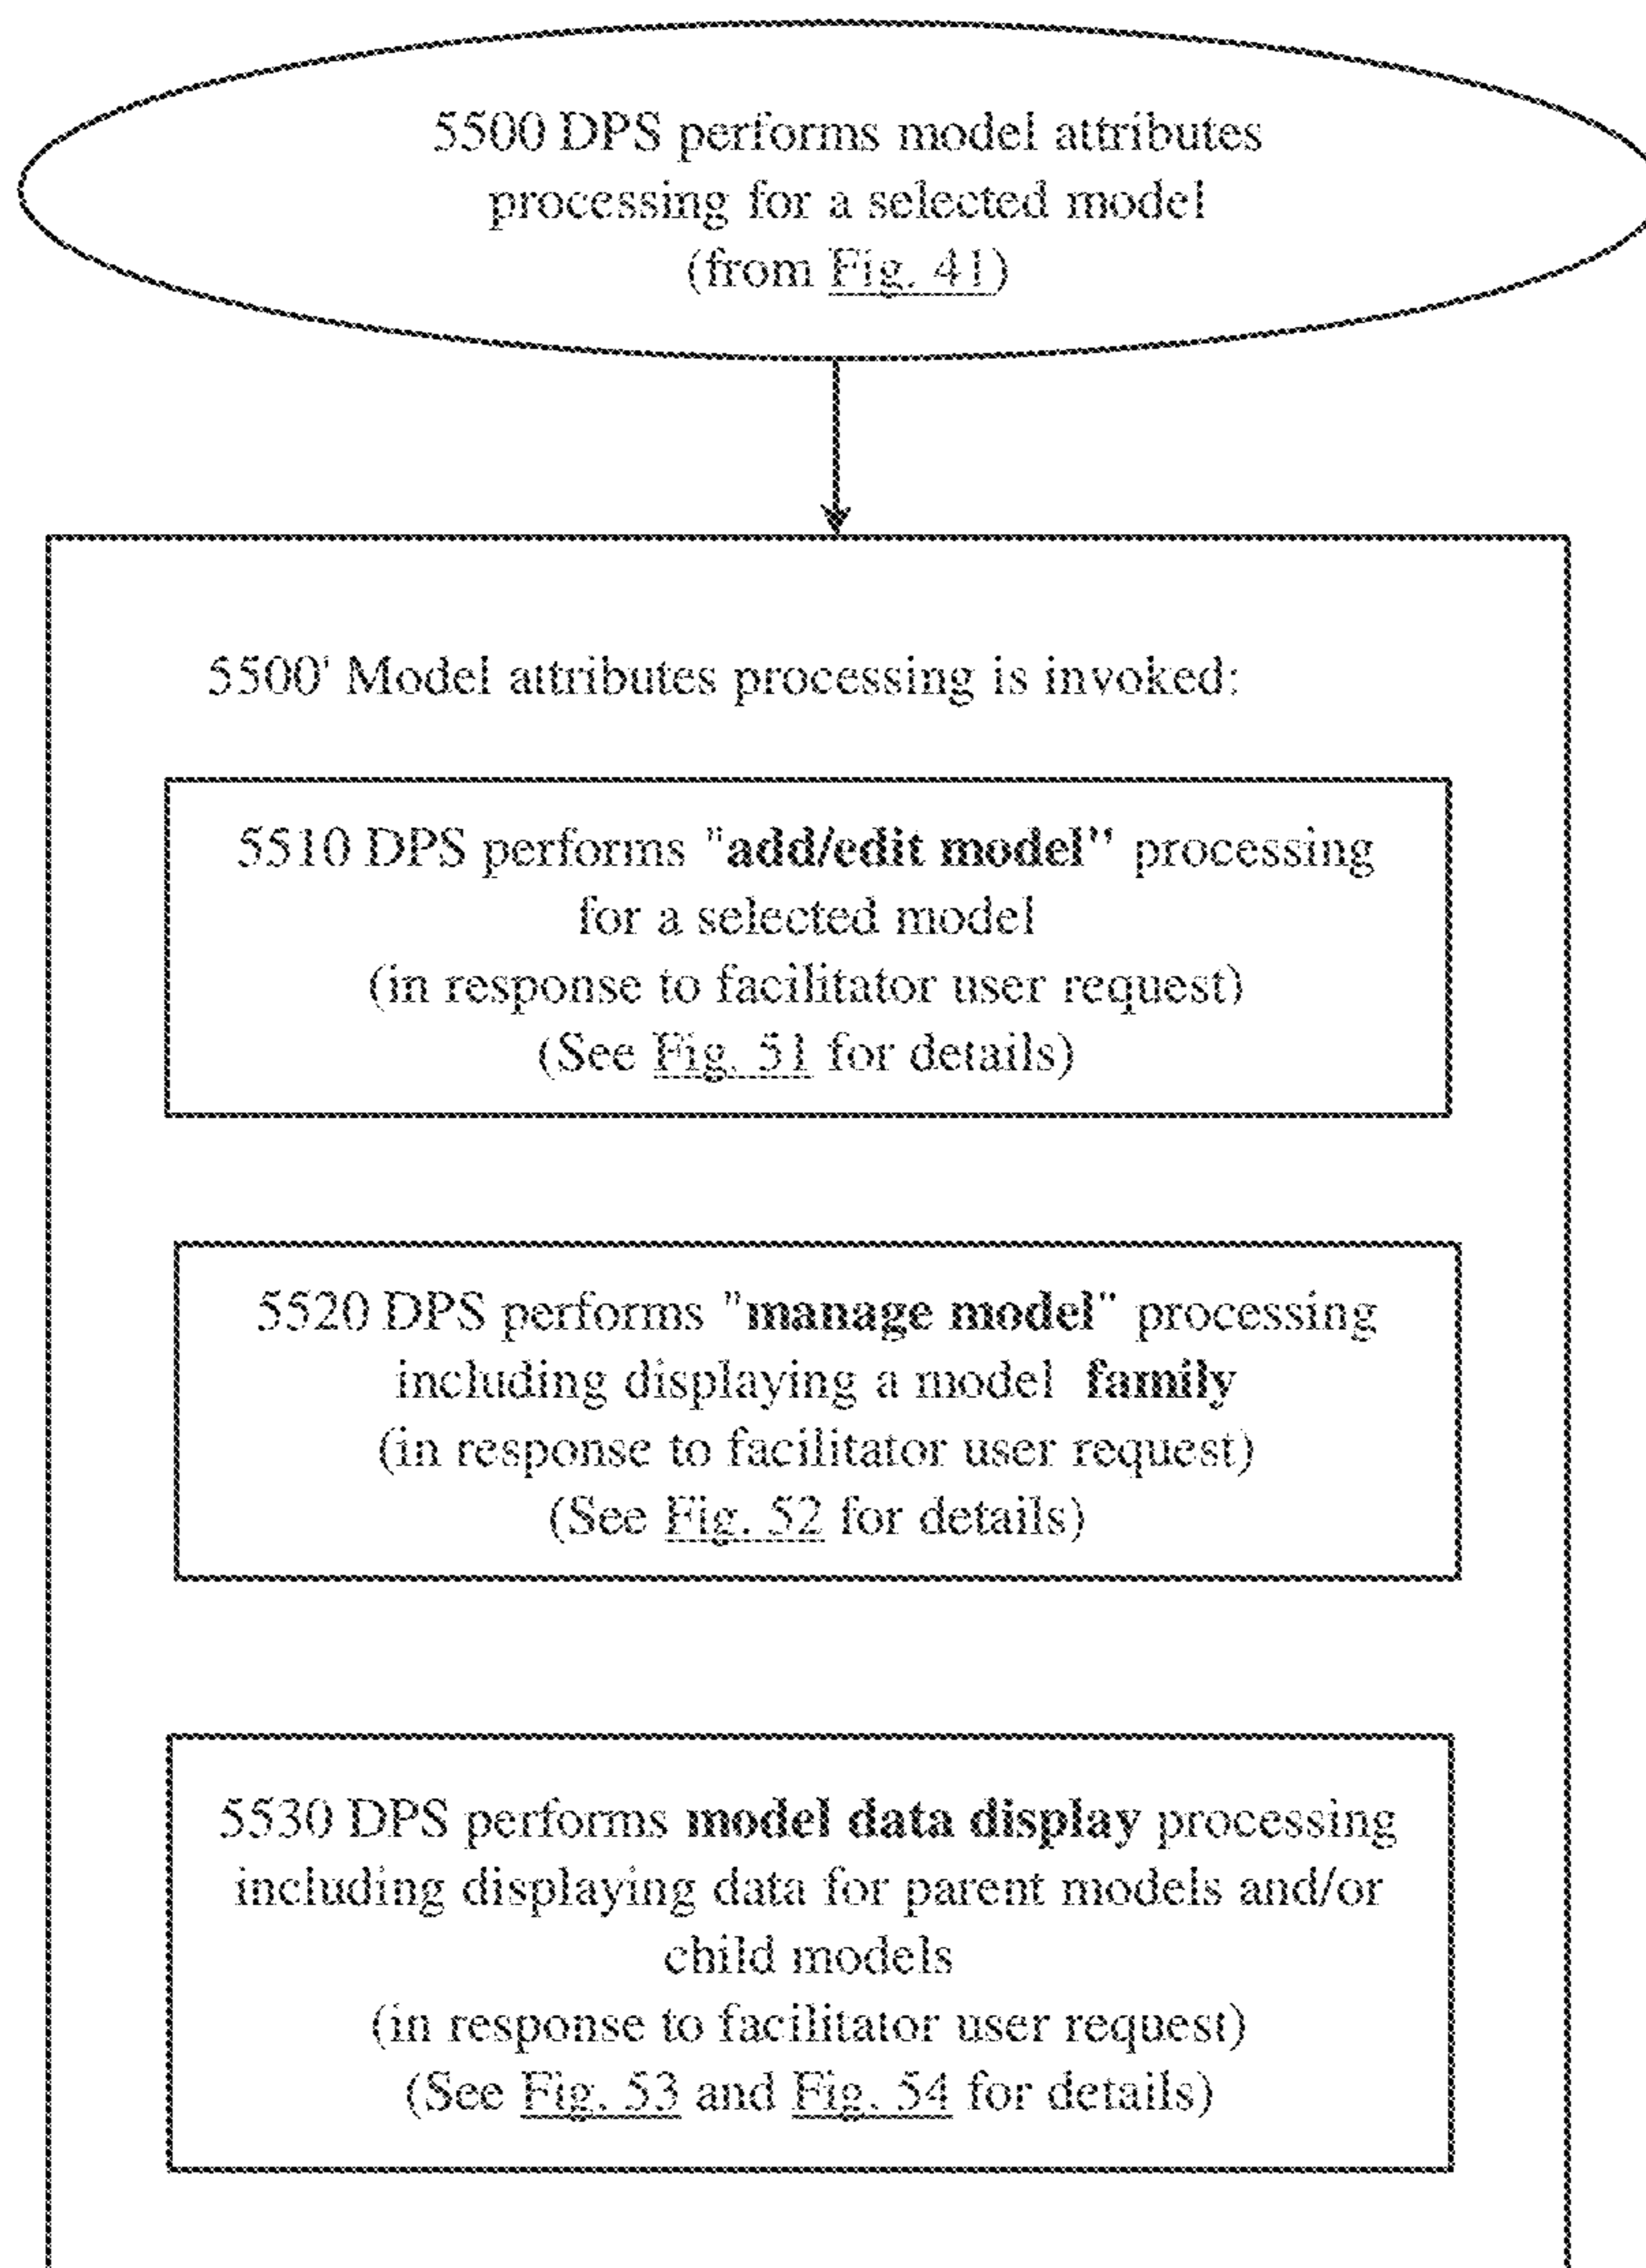 5500 DPS performs model attributes
processing for a selected model
(from Fig. 41)
5500' Model attributes processing is invoked:
5510 DPS performs "add/edit model" processing
for a selected model
(in response to facilitator user request)
(See Fig. 51 for details)
5520 DPS performs "manage model" processing
including displaying a model family
(in response to facilitator user request)
(See Fig. 52 for details)
5530 DPS performs model data display processing
including displaying data for parent models and/or
child models
(in response to facilitator user request)
(See Fig. 53 and Fig. 54 for details)